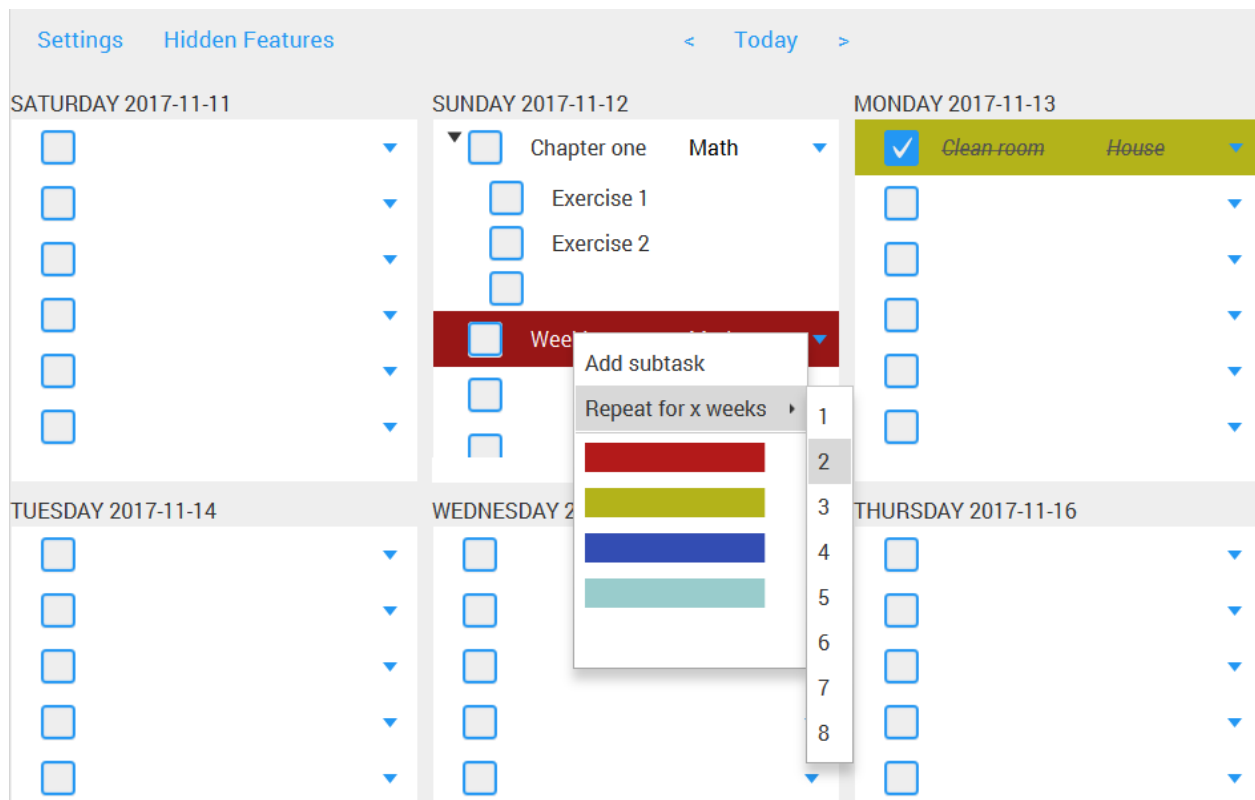 Settings Hidden Features < Today >
SATURDAY 2017-11-11 SUNDAY 2017-11-12 MONDAY 2017-11-13
Chapter one Math Clean room House
Exercise 1
Exercise 2
Add subtask
Repeat for x weeks
1
2
3
4
5
6
7
8
TUESDAY 2017-11-14 WEDNESDAY THURSDAY 2017-11-16